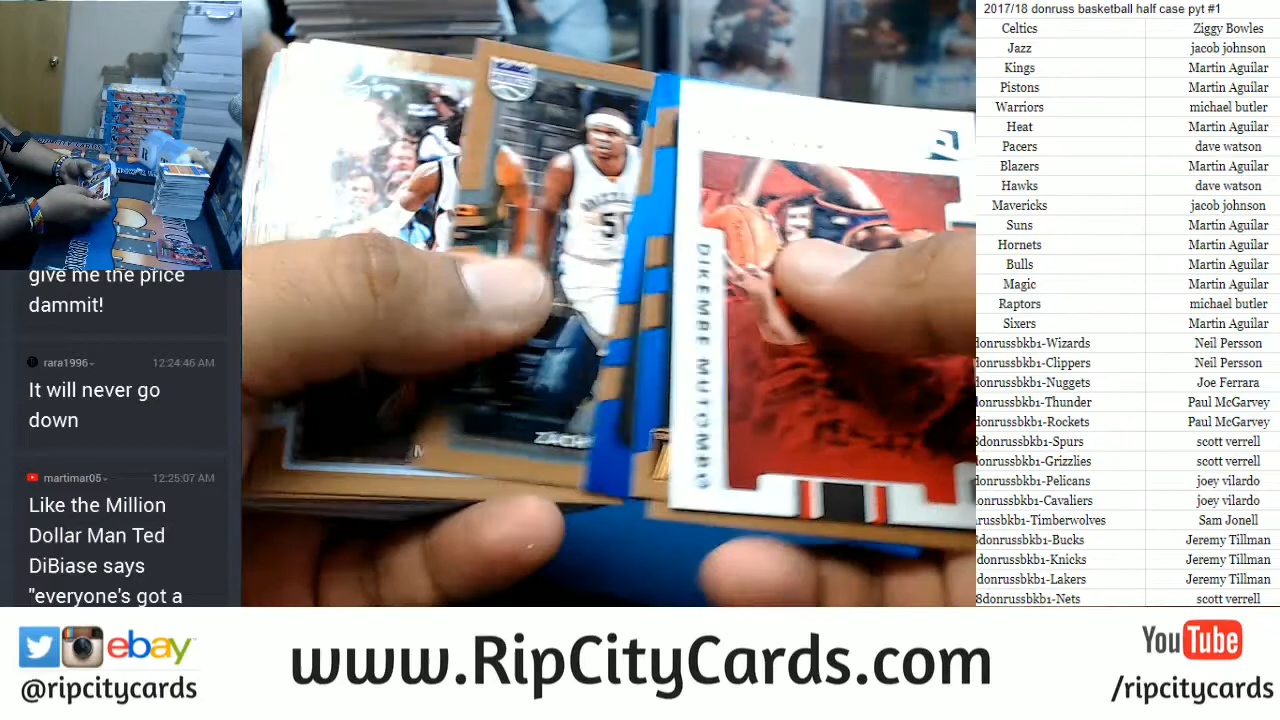 give me the price
dammit!
rara1996
12:24:46 AM
It will never go
down
martimar05
12:25:07 AM
Like the Million
Dollar Man Ted
DiBiase says
"everyone's got a
KINGS
ZACH
DIKEMBE MUTOMBO
2017/18 donruss basketball half case pyt #1
Celtics Ziggy Bowles
Jazz jacob johnson
Kings Martin Aguilar
Pistons Martin Aguilar
Warriors michael butler
Heat Martin Aguilar
Pacers dave watson
Blazers Martin Aguilar
Hawks dave watson
Mavericks jacob johnson
Suns Martin Aguilar
Hornets Martin Aguilar
Bulls Martin Aguilar
Magic Martin Aguilar
Raptors michael butler
Sixers Martin Aguilar
donrussbkb1-Wizards Neil Persson
donrussbkb1-Clippers Neil Persson
donrussbkb1-Nuggets Joe Ferrara
donrussbkb1-Thunder Paul McGarvey
donrussbkb1-Rockets Paul McGarvey
8donrussbkb1-Spurs scott verrell
donrussbkb1-Grizzlies scott verrell
donrussbkb1-Pelicans joey vilardo
donrussbkb1-Cavaliers joey vilardo
russbkb1-Timberwolves Sam Jonell
donrussbkb1-Bucks Jeremy Tillman
donrussbkb1-Knicks Jeremy Tillman
donrussbkb1-Lakers Jeremy Tillman
8donrussbkb1-Nets scott verrell
ebay
@ripcitycards
www.RipCityCards.com
YouTube
/ripcitycards